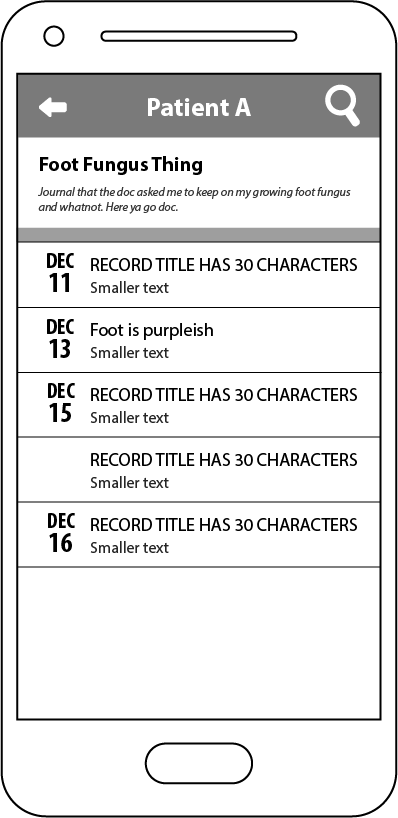 Patient A
Foot Fungus Thing
Journal that the doc asked me to keep on my growing foot fungus
and whatnot. Here ya go doc.
DEC
11
RECORD TITLE HAS 30 CHARACTERS
Smaller text
DEC
13
Foot is purpleish
Smaller text
DEC
15
RECORD TITLE HAS 30 CHARACTERS
Smaller text
RECORD TITLE HAS 30 CHARACTERS
Smaller text
DEC
16
RECORD TITLE HAS 30 CHARACTERS
Smaller text